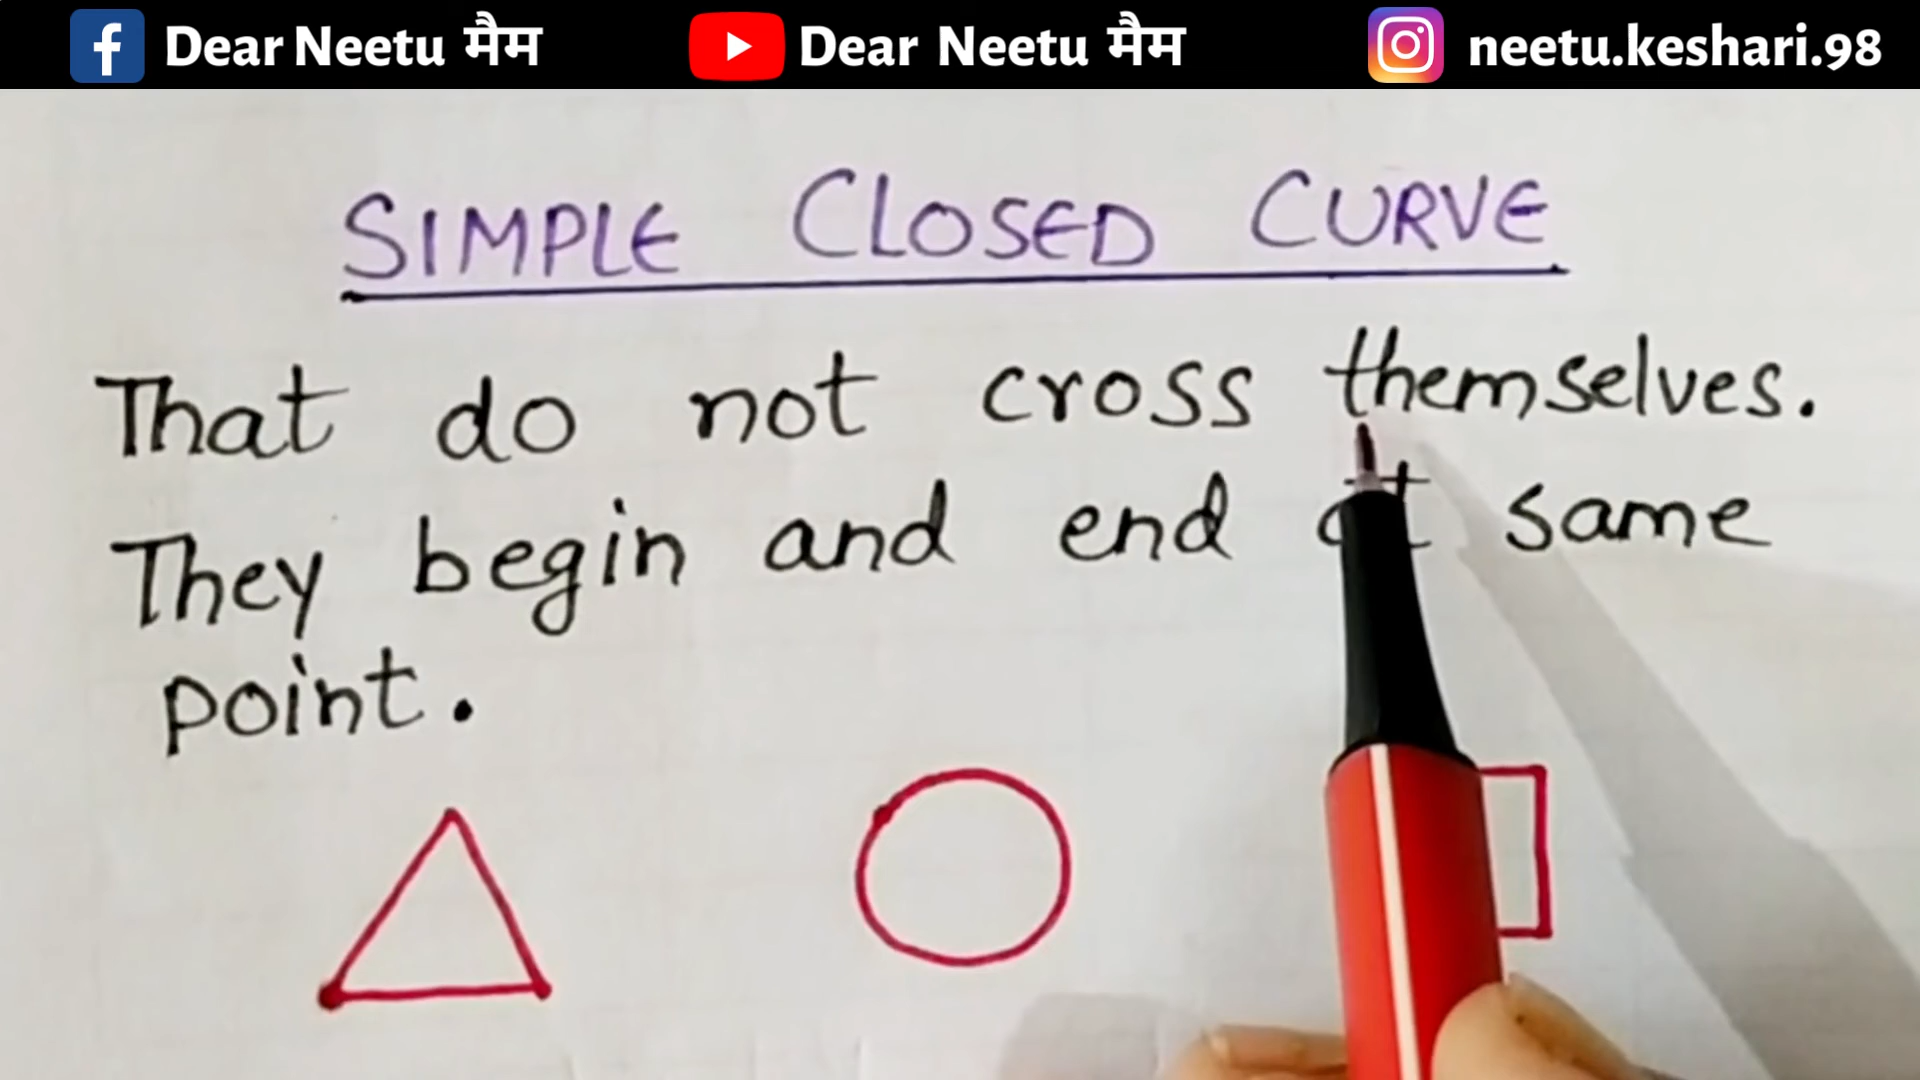 Dear Neetu मैम Dear Neetu मैम neetu.keshari.98
SIMPLE CLOSED CURVE
That do not cross themselves.
They begin and end at same
point.